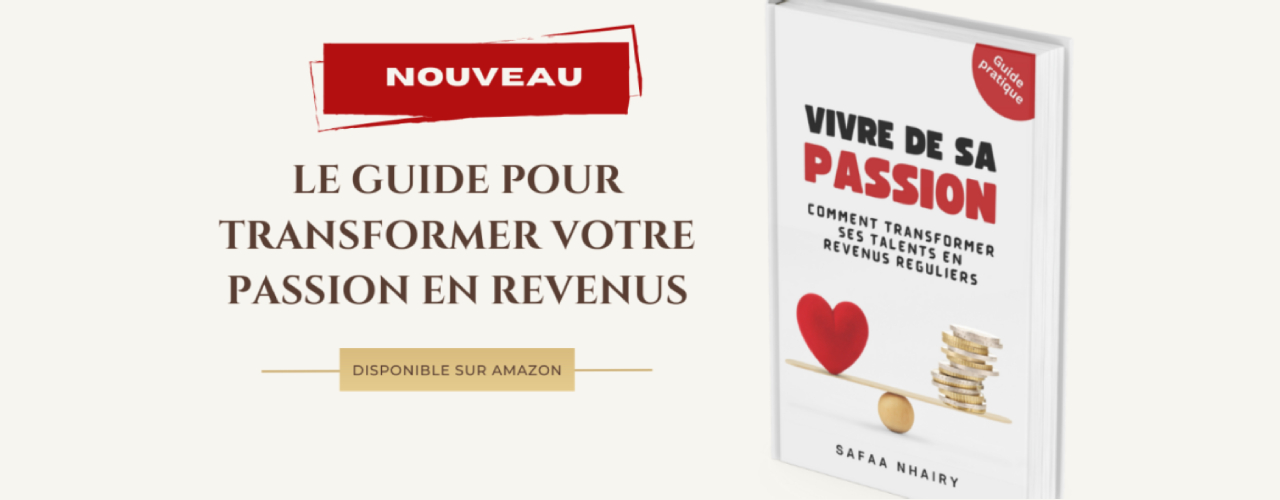 NOUVEAU
LE GUIDE POUR
TRANSFORMER VOTRE
PASSION EN REVENUS
DISPONIBLE SUR AMAZON
Guide
pratique
VIVRE DE SA
PASSION
COMMENT TRANSFORMER
SES TALENTS EN
REVENUS REGULIERS
SAFAA NHAIRY